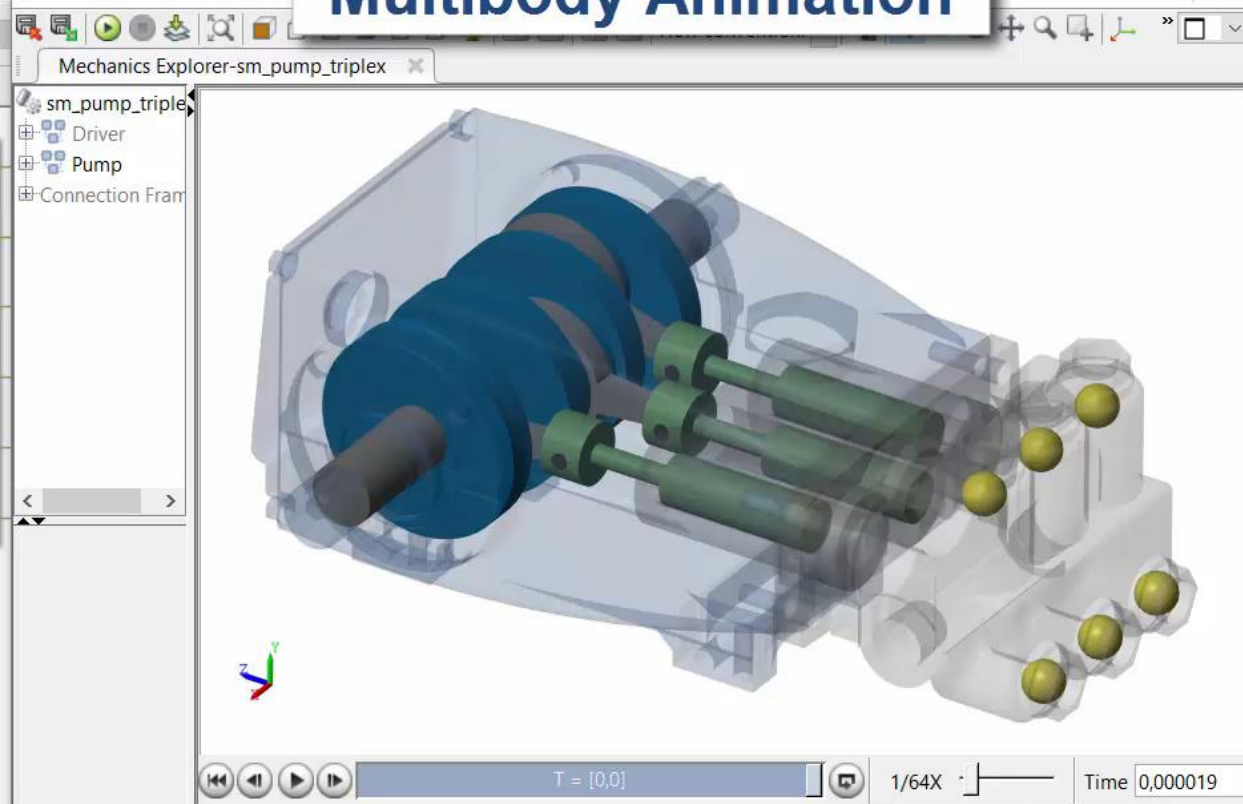 Multibody Animation
»
Mechanics Explorer-sm_pump_triplex
sm_pump_triple
Driver
Pump
Connection Fram
Y
Z
T = [0,0]
1/64X
Time 0,000019